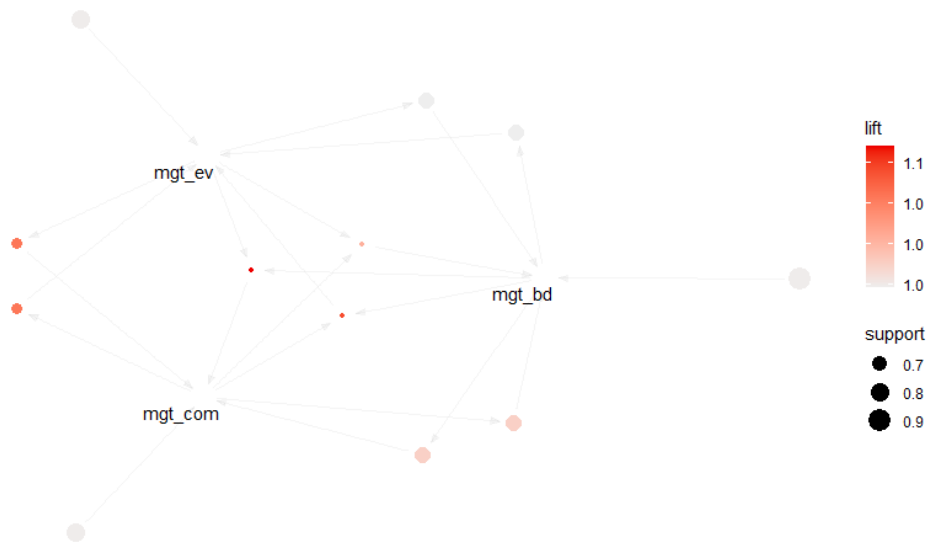 mgt_ev
mgt_bd
mgt_com
lift
1.1
1.0
1.0
1.0
support
0.7
0.8
0.9